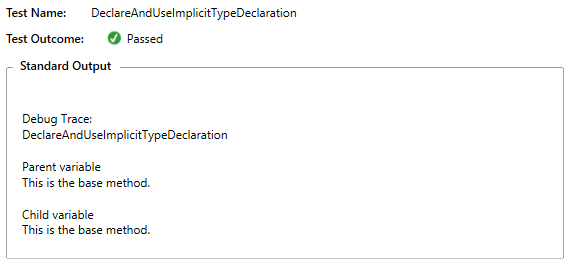 Test Name: DeclareAndUseImplicitTypeDeclaration
Test Outcome: Passed
Standard Output
Debug Trace:
DeclareAndUseImplicitTypeDeclaration
Parent variable
This is the base method.
Child variable
This is the base method.